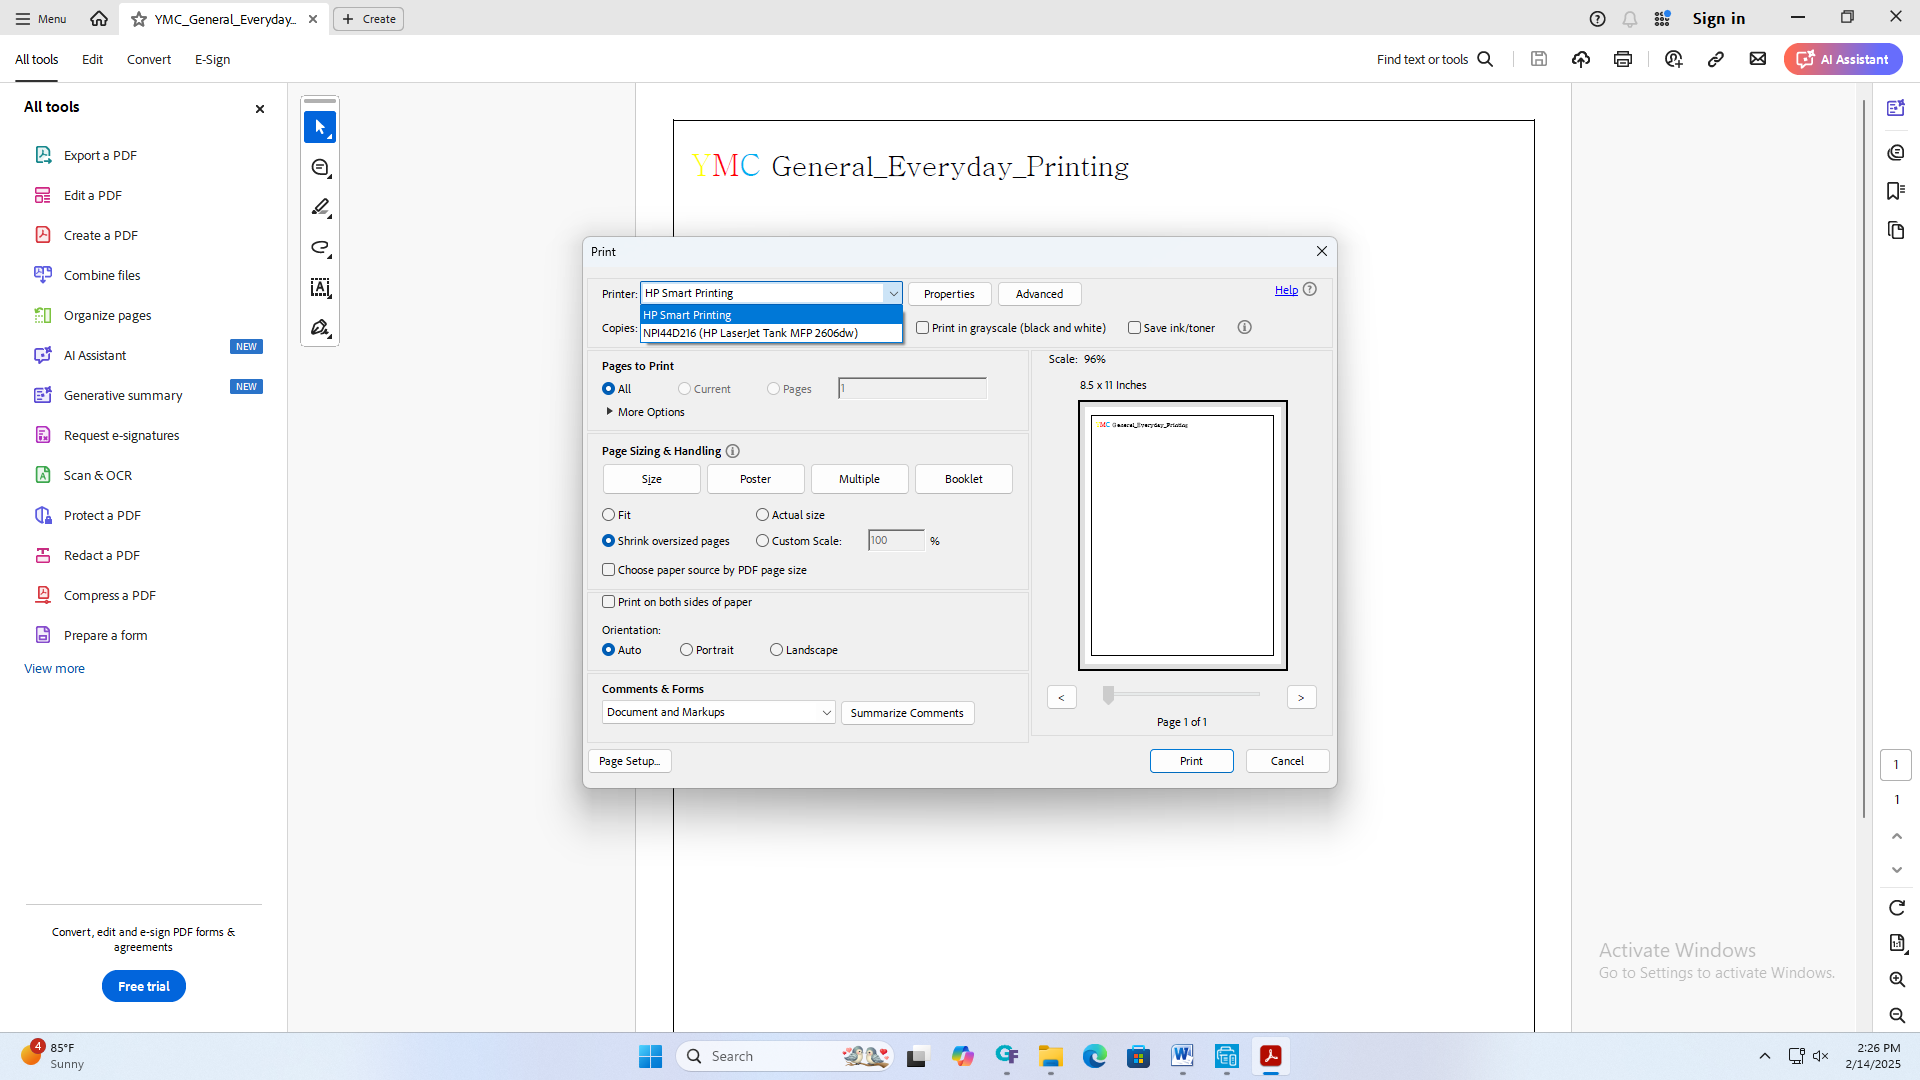 Menu
YMC_General_Everyday...
Create
Sign in
All tools
Edit
Convert
E-Sign
Find text or tools
AI Assistant
All tools
Export a PDF
Edit a PDF
Create a PDF
Combine files
Organize pages
AI Assistant
NEW
Generative summary
NEW
Request e-signatures
Scan & OCR
Protect a PDF
Redact a PDF
Compress a PDF
Prepare a form
View more
Convert, edit and e-sign PDF forms & agreements
Free trial
YMC General_Everyday_Printing
Print
Printer:
HP Smart Printing
Properties
Advanced
Help
HP Smart Printing
NPI44D216 (HP LaserJet Tank MFP 2606dw)
Copies:
Print in grayscale (black and white)
Save ink/toner
Pages to Print
All
Current
Pages
1
More Options
Page Sizing & Handling
Size
Poster
Multiple
Booklet
Fit
Actual size
Shrink oversized pages
Custom Scale:
100
%
Choose paper source by PDF page size
Print on both sides of paper
Orientation:
Auto
Portrait
Landscape
Comments & Forms
Document and Markups
Summarize Comments
Scale: 96%
8.5 x 11 Inches
YMC General_Everyday_Printing
<
>
Page 1 of 1
Page Setup...
Print
Cancel
1
1
Activate Windows
Go to Settings to activate Windows.
4
85°F
Sunny
Search
2:26 PM
2/14/2025